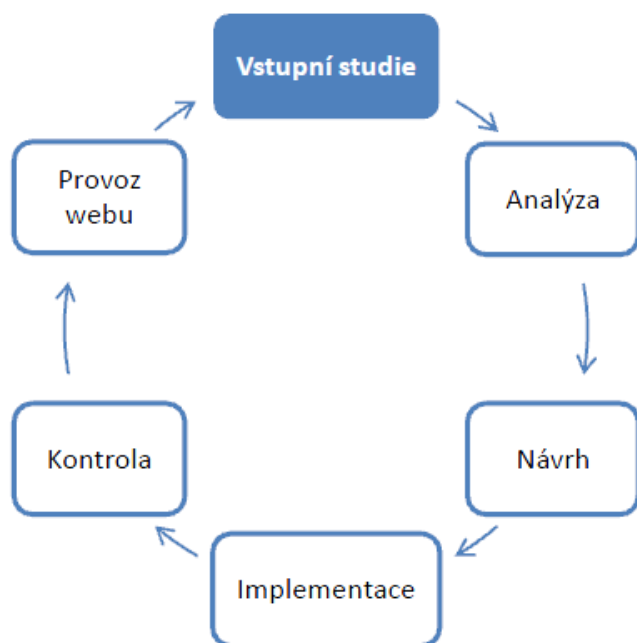 Vstupní studie
Analýza
Návrh
Implementace
Kontrola
Provoz
webu